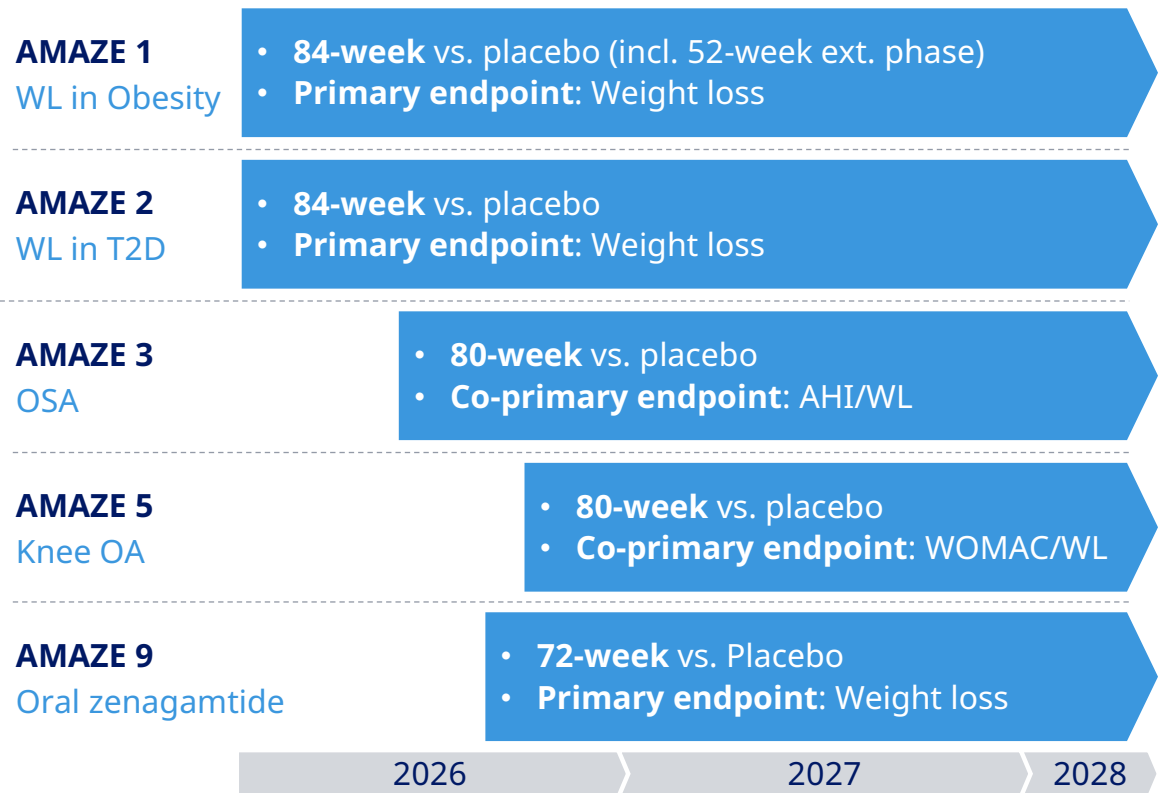 AMAZE 1
WL in Obesity
• 84-week vs. placebo (incl. 52-week ext. phase)
• Primary endpoint: Weight loss
AMAZE 2
WL in T2D
• 84-week vs. placebo
• Primary endpoint: Weight loss
AMAZE 3
OSA
• 80-week vs. placebo
• Co-primary endpoint: AHI/WL
AMAZE 5
Knee OA
• 80-week vs. placebo
• Co-primary endpoint: WOMAC/WL
AMAZE 9
Oral zenagamtide
• 72-week vs. Placebo
• Primary endpoint: Weight loss
2026 2027 2028